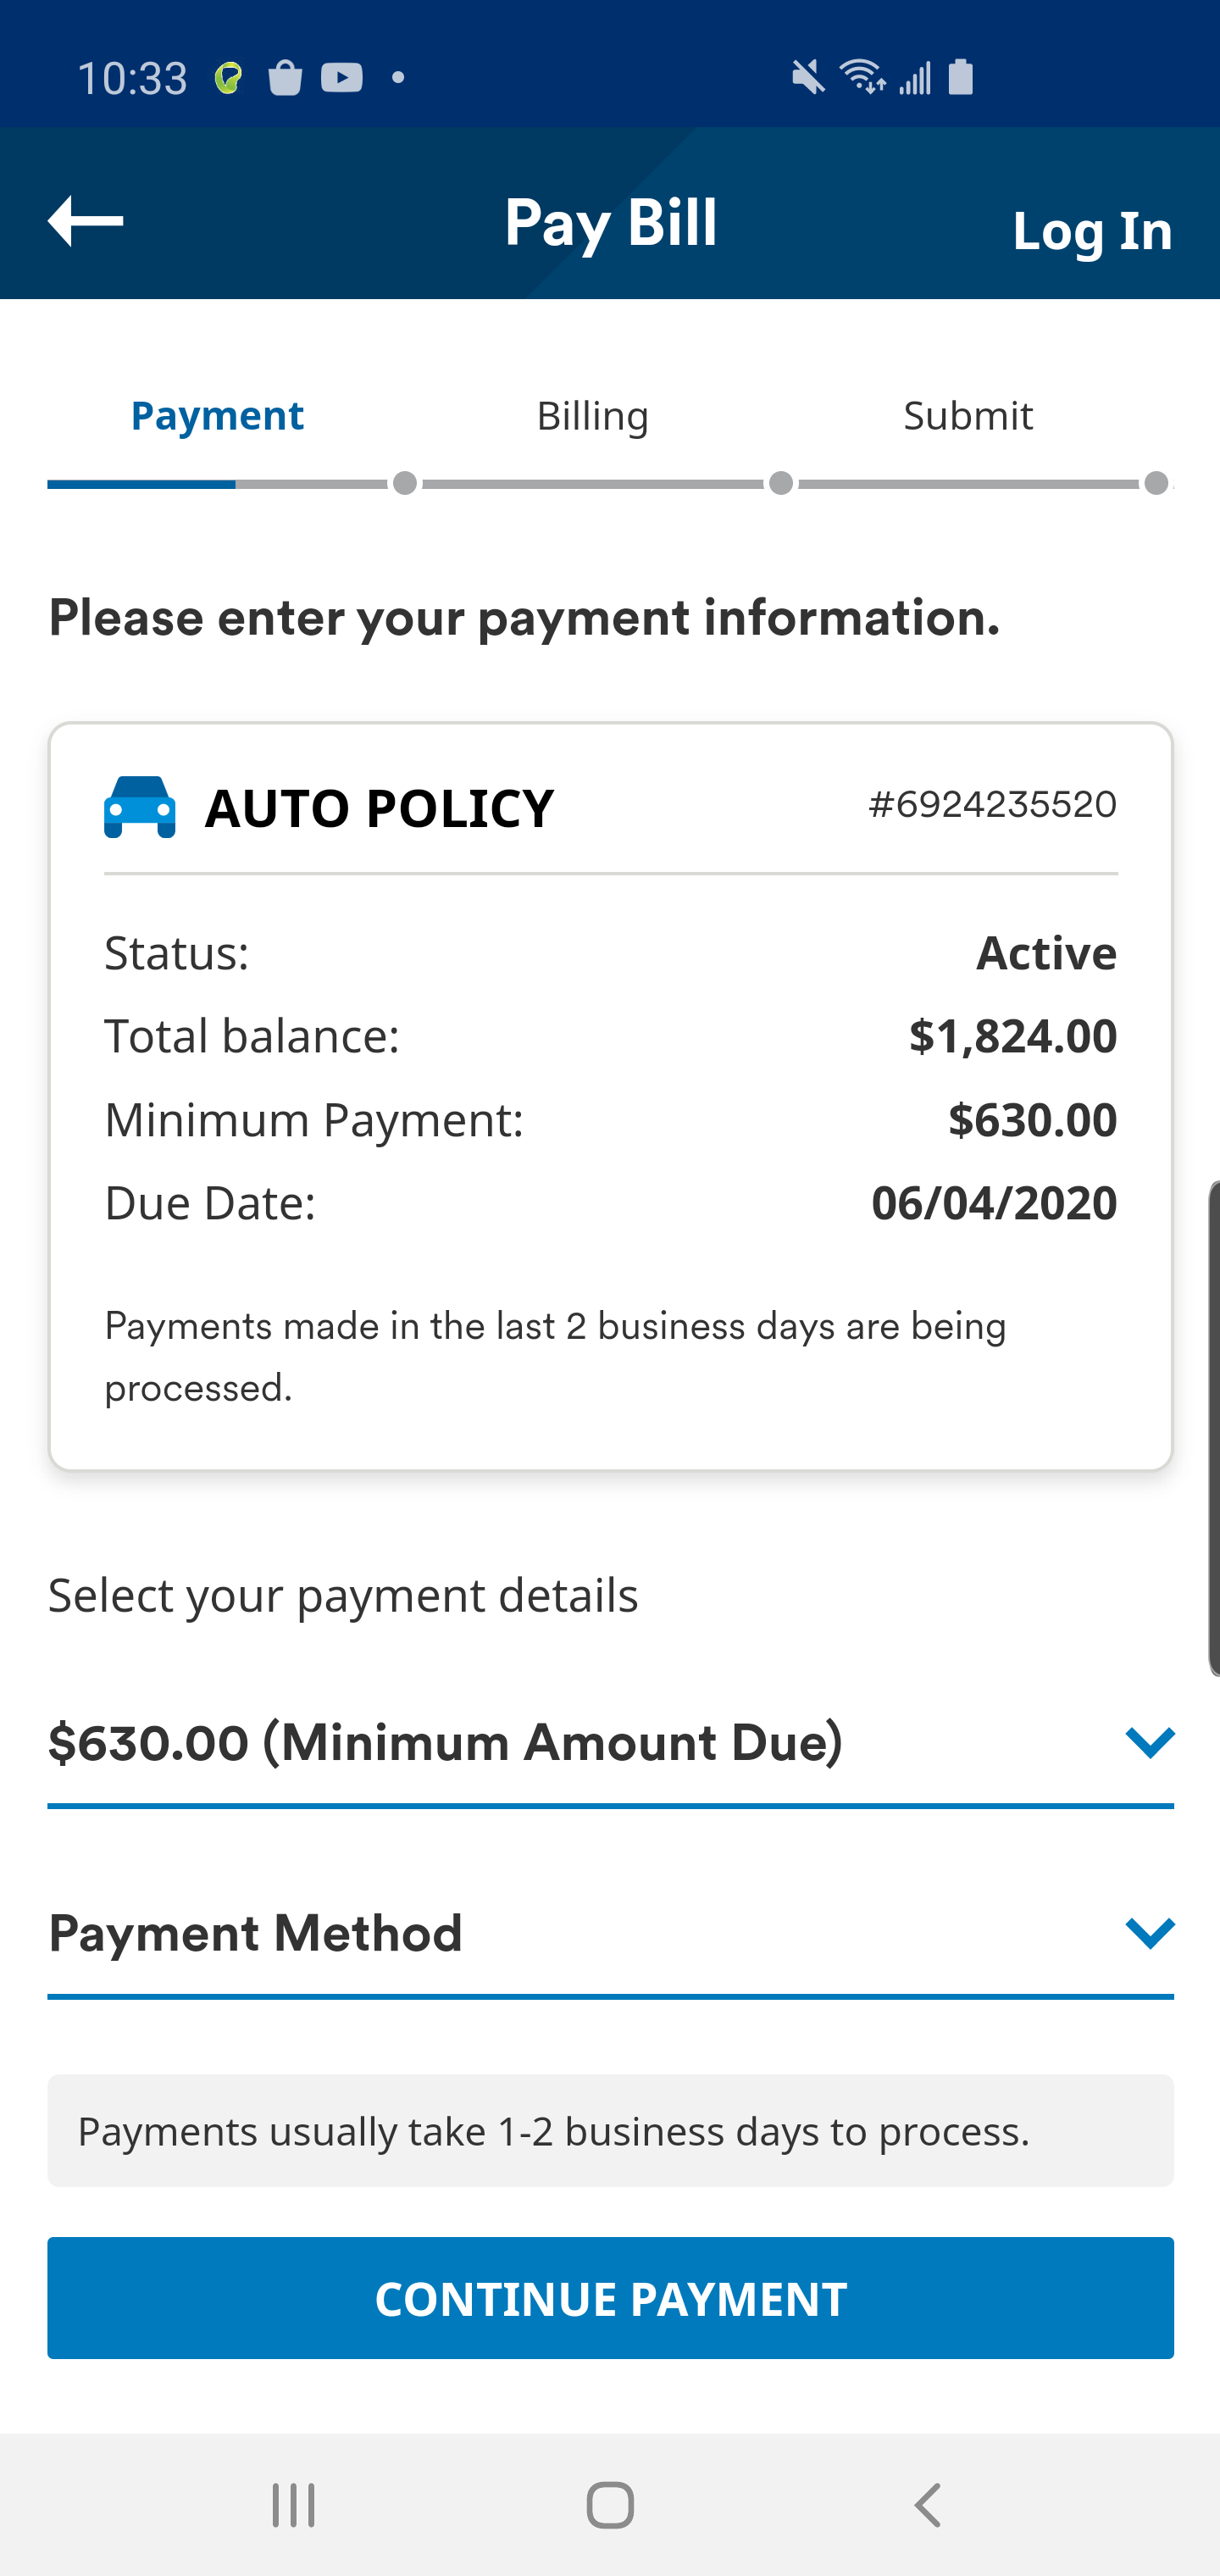 10:33
Pay Bill
Log In
Payment
Billing
Submit
Please enter your payment information.
AUTO POLICY
#6924235520
Status:
Active
Total balance:
$1,824.00
Minimum Payment:
$630.00
Due Date:
06/04/2020
Payments made in the last 2 business days are being
processed.
Select your payment details
$630.00 (Minimum Amount Due)
Payment Method
Payments usually take 1-2 business days to process.
CONTINUE PAYMENT